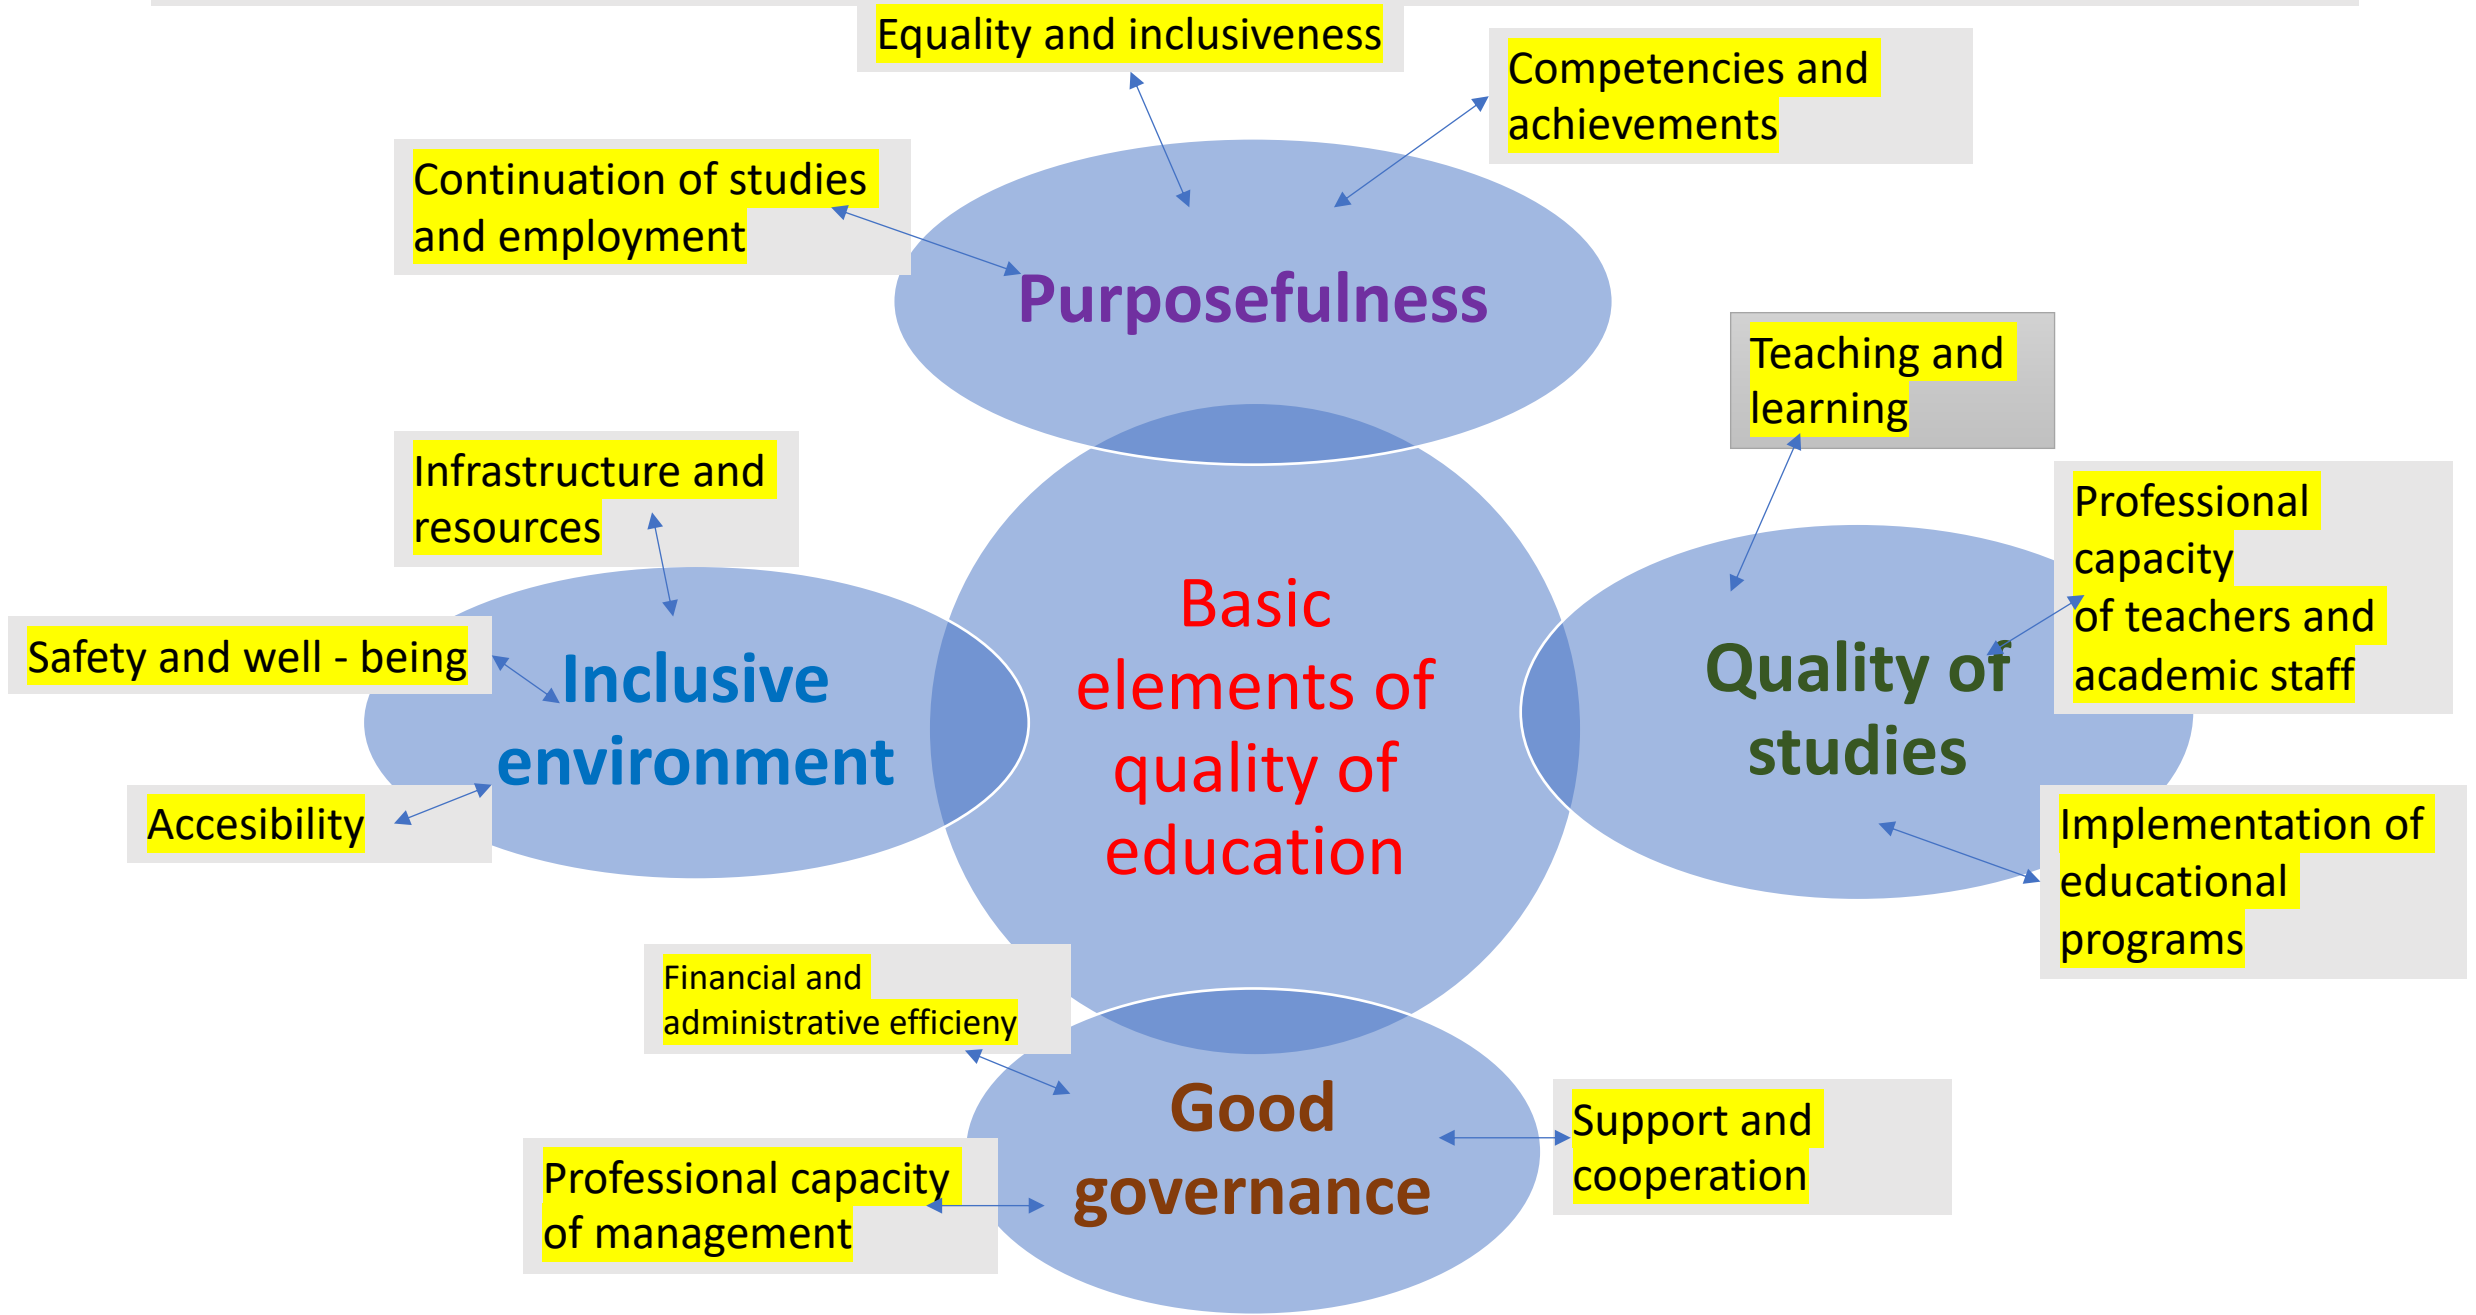 Equality and inclusiveness
Competencies and
achievements
Continuation of studies
and employment
Purposefulness
Teaching and
learning
Infrastructure and
resources
Professional
capacity
of teachers and
academic staff
Basic
elements of
quality of
education
Safety and well - being
Inclusive
environment
Quality of
studies
Accesibility
Implementation of
educational
programs
Financial and
administrative efficieny
Good
governance
Support and
cooperation
Professional capacity
of management